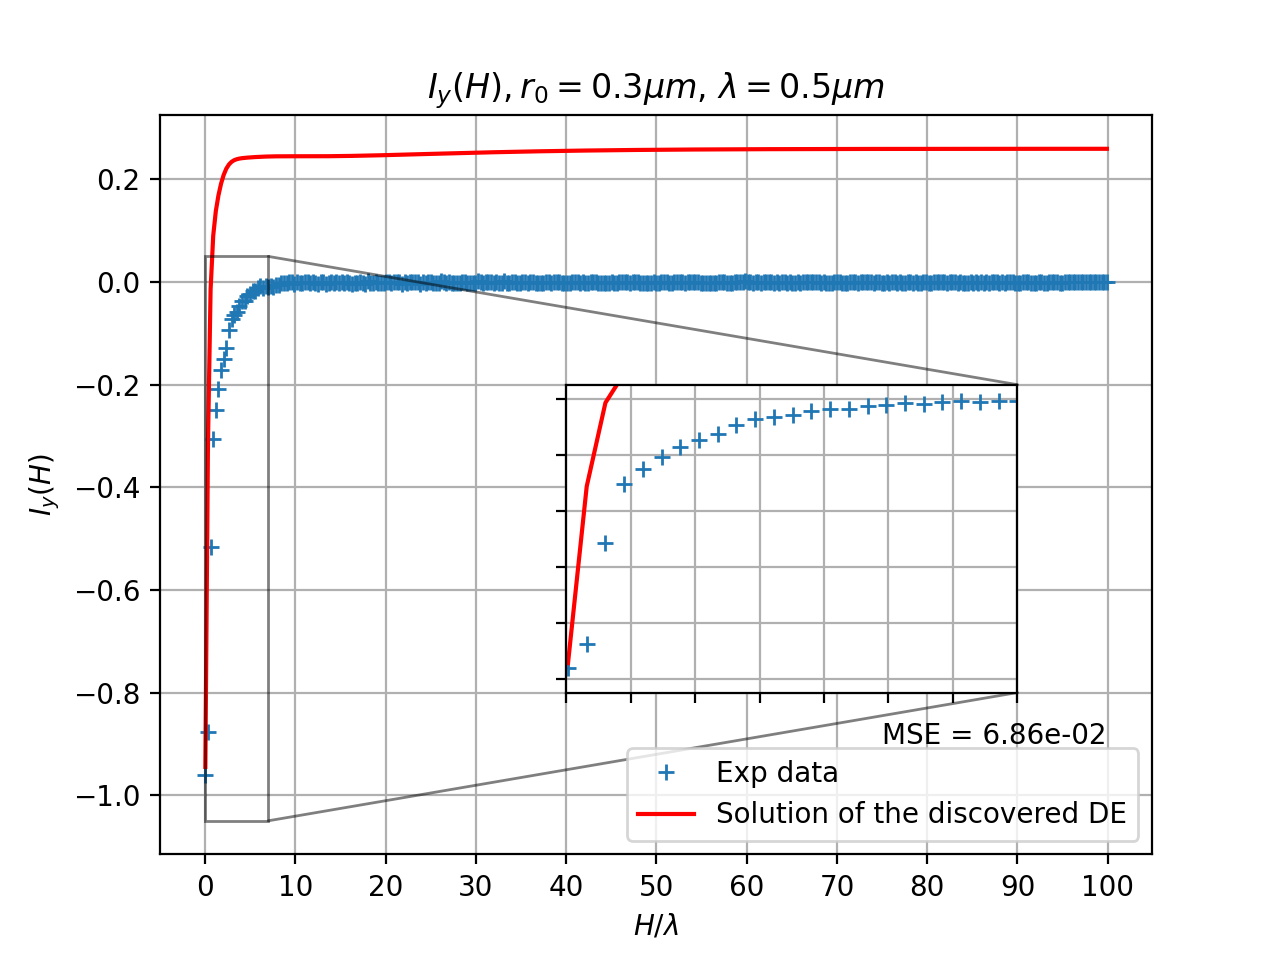 I_y(H), r_0 = 0.3μm, λ = 0.5μm
I_y(H)
0.2
0.0
−0.2
−0.4
−0.6
−0.8
−1.0
MSE = 6.86e-02
Exp data
Solution of the discovered DE
0 10 20 30 40 50 60 70 80 90 100
H/λ